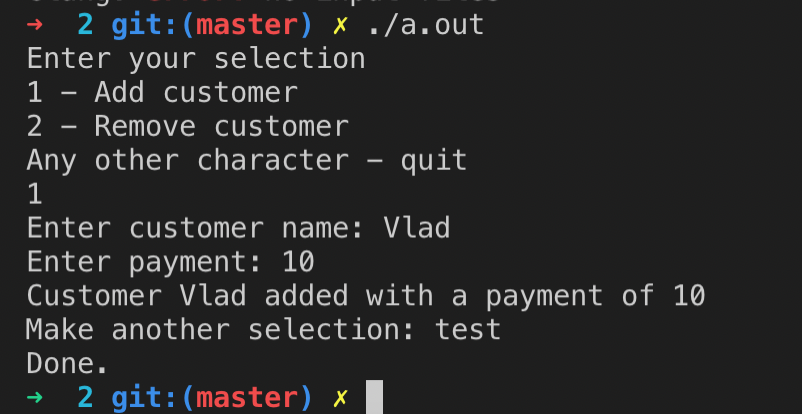 ➜ 2 git:(master) ✗ ./a.out
Enter your selection
1 – Add customer
2 – Remove customer
Any other character – quit
1
Enter customer name: Vlad
Enter payment: 10
Customer Vlad added with a payment of 10
Make another selection: test
Done.
➜ 2 git:(master) ✗